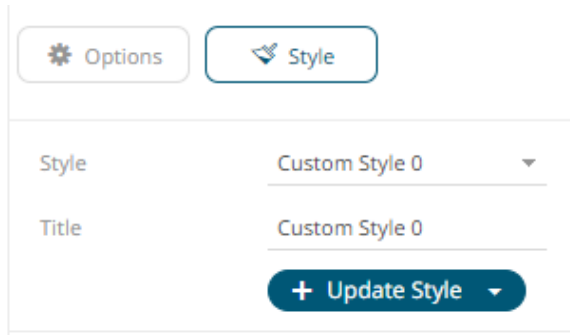 Options Style
Style Custom Style 0
Title Custom Style 0
+ Update Style